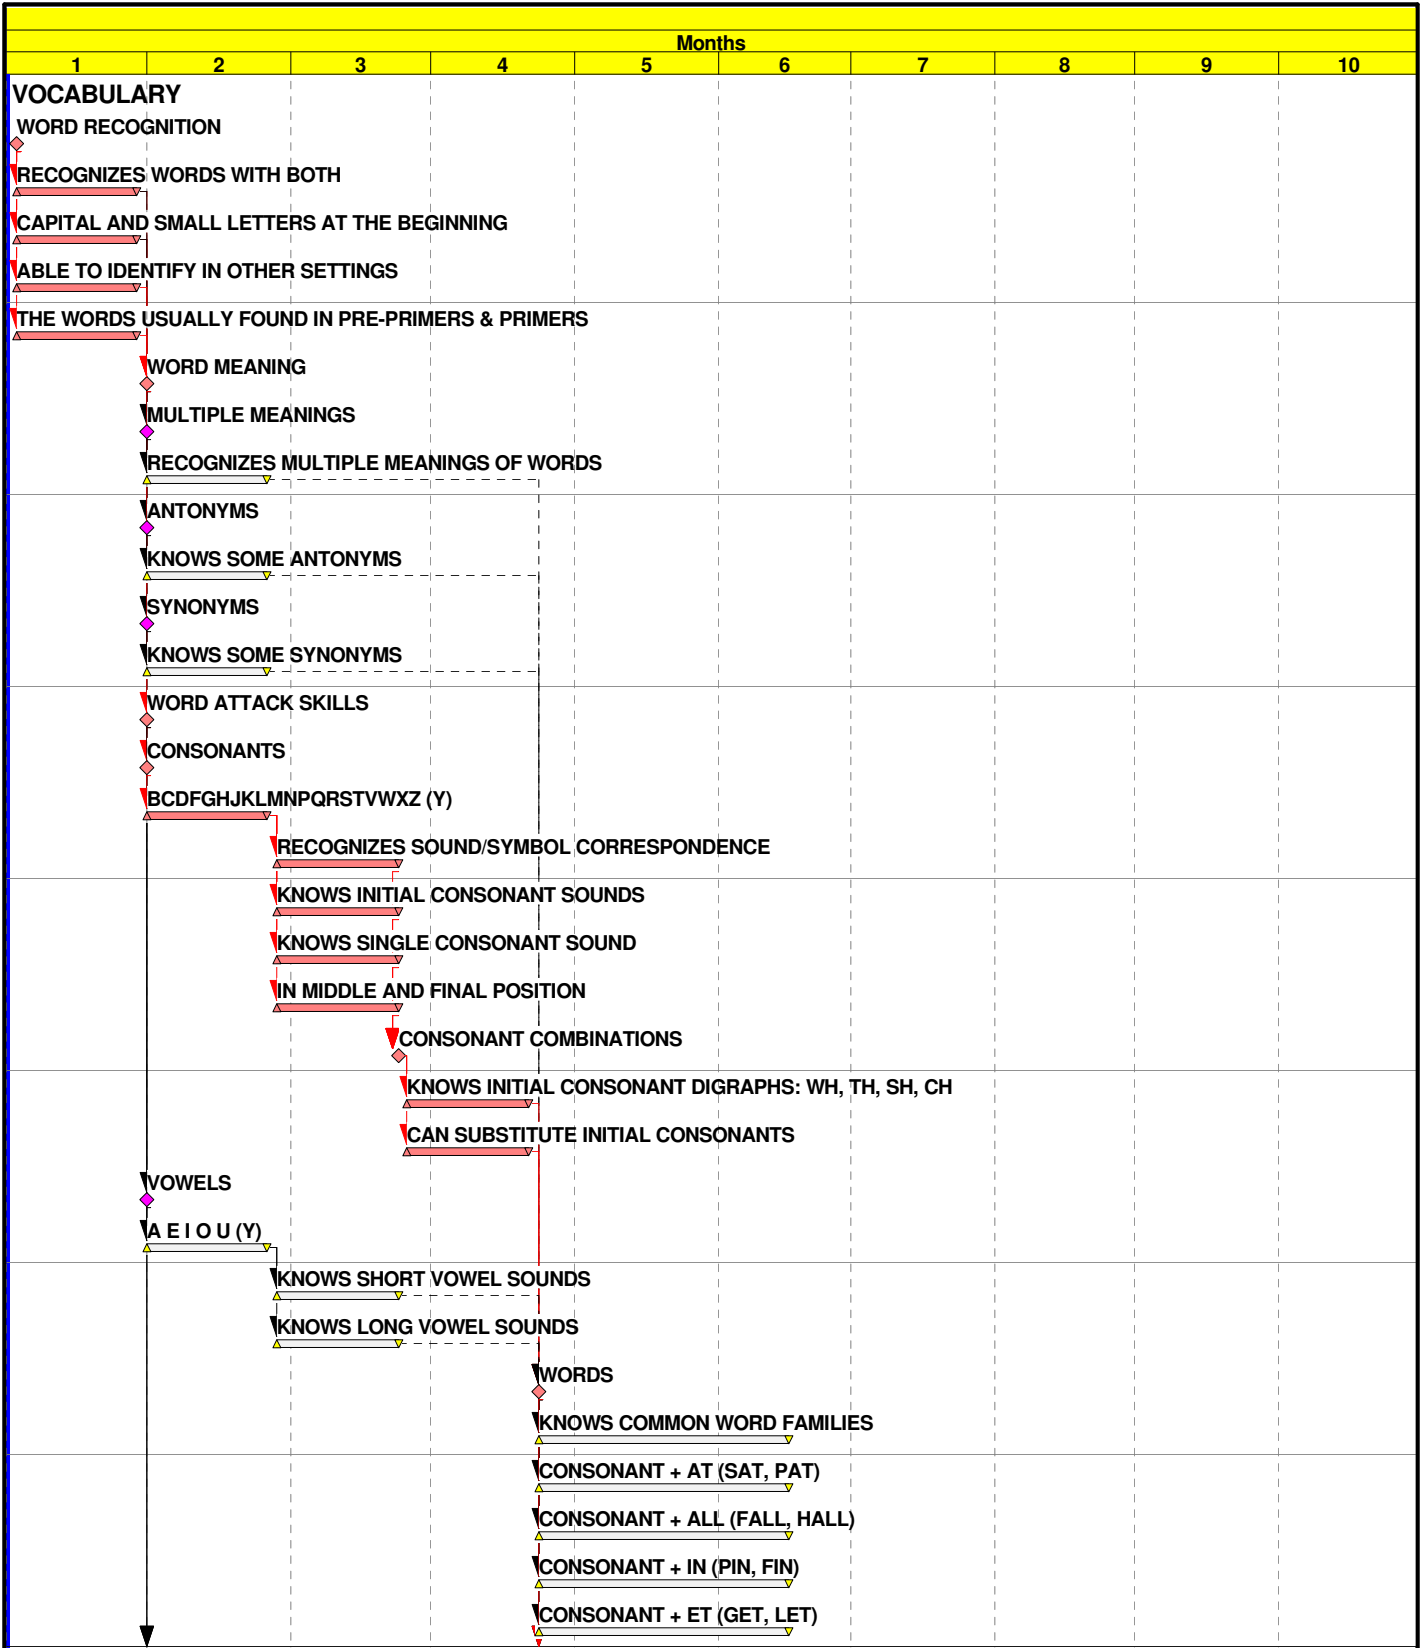 Months
1 2 3 4 5 6 7 8 9 10
VOCABULARY
WORD RECOGNITION
RECOGNIZES WORDS WITH BOTH
CAPITAL AND SMALL LETTERS AT THE BEGINNING
ABLE TO IDENTIFY IN OTHER SETTINGS
THE WORDS USUALLY FOUND IN PRE-PRIMERS & PRIMERS
WORD MEANING
MULTIPLE MEANINGS
RECOGNIZES MULTIPLE MEANINGS OF WORDS
ANTONYMS
KNOWS SOME ANTONYMS
SYNONYMS
KNOWS SOME SYNONYMS
WORD ATTACK SKILLS
CONSONANTS
BCDFGHJKLMNPQRSTVWXZ (Y)
RECOGNIZES SOUND/SYMBOL CORRESPONDENCE
KNOWS INITIAL CONSONANT SOUNDS
KNOWS SINGLE CONSONANT SOUND
IN MIDDLE AND FINAL POSITION
CONSONANT COMBINATIONS
KNOWS INITIAL CONSONANT DIGRAPHS: WH, TH, SH, CH
CAN SUBSTITUTE INITIAL CONSONANTS
VOWELS
A E I O U (Y)
KNOWS SHORT VOWEL SOUNDS
KNOWS LONG VOWEL SOUNDS
WORDS
KNOWS COMMON WORD FAMILIES
CONSONANT + AT (SAT, PAT)
CONSONANT + ALL (FALL, HALL)
CONSONANT + IN (PIN, FIN)
CONSONANT + ET (GET, LET)